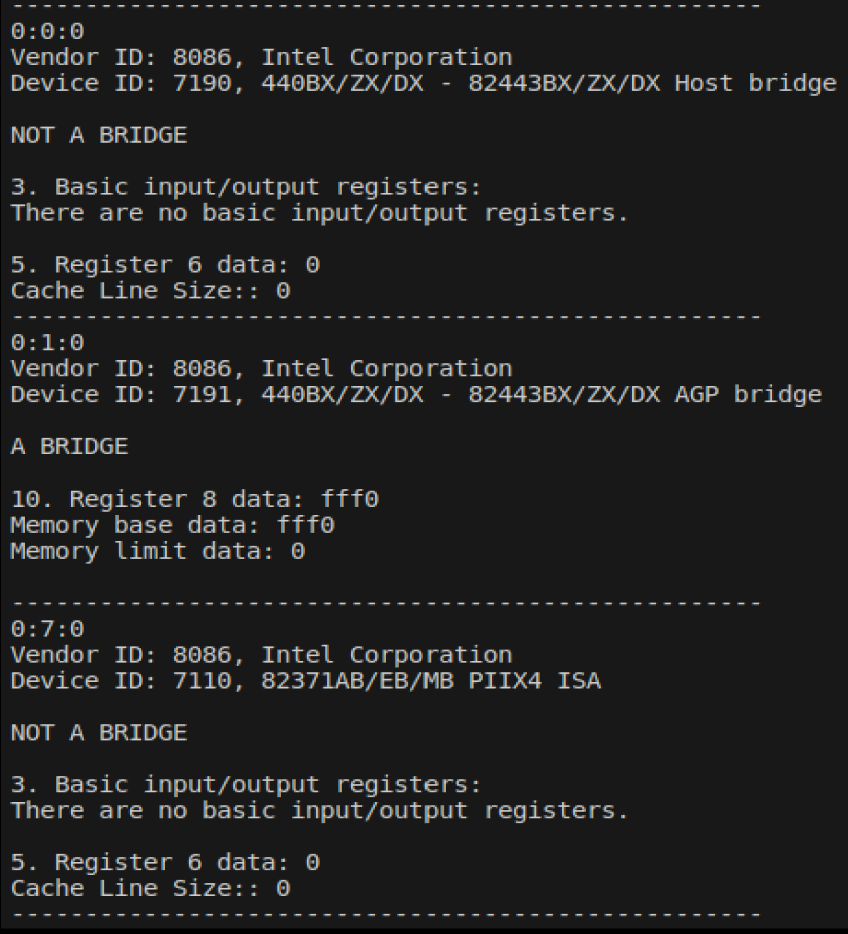 ----------------------------------------------------
0:0:0
Vendor ID: 8086, Intel Corporation
Device ID: 7190, 440BX/ZX/DX - 82443BX/ZX/DX Host bridge
NOT A BRIDGE
3. Basic input/output registers:
There are no basic input/output registers.
5. Register 6 data: 0
Cache Line Size:: 0
----------------------------------------------------
0:1:0
Vendor ID: 8086, Intel Corporation
Device ID: 7191, 440BX/ZX/DX - 82443BX/ZX/DX AGP bridge
A BRIDGE
10. Register 8 data: fff0
Memory base data: fff0
Memory limit data: 0
----------------------------------------------------
0:7:0
Vendor ID: 8086, Intel Corporation
Device ID: 7110, 82371AB/EB/MB PIIX4 ISA
NOT A BRIDGE
3. Basic input/output registers:
There are no basic input/output registers.
5. Register 6 data: 0
Cache Line Size:: 0
----------------------------------------------------